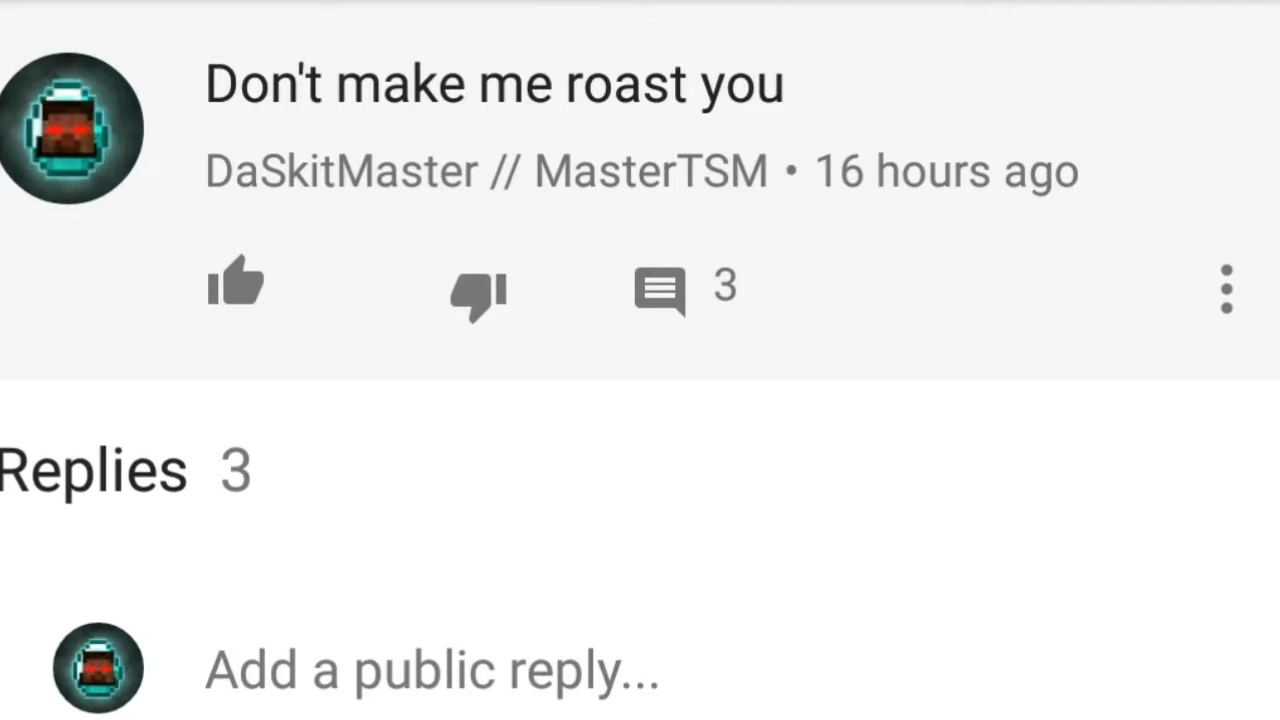 Don't make me roast you
DaSkitMaster // MasterTSM • 16 hours ago
3
Replies 3
Add a public reply...